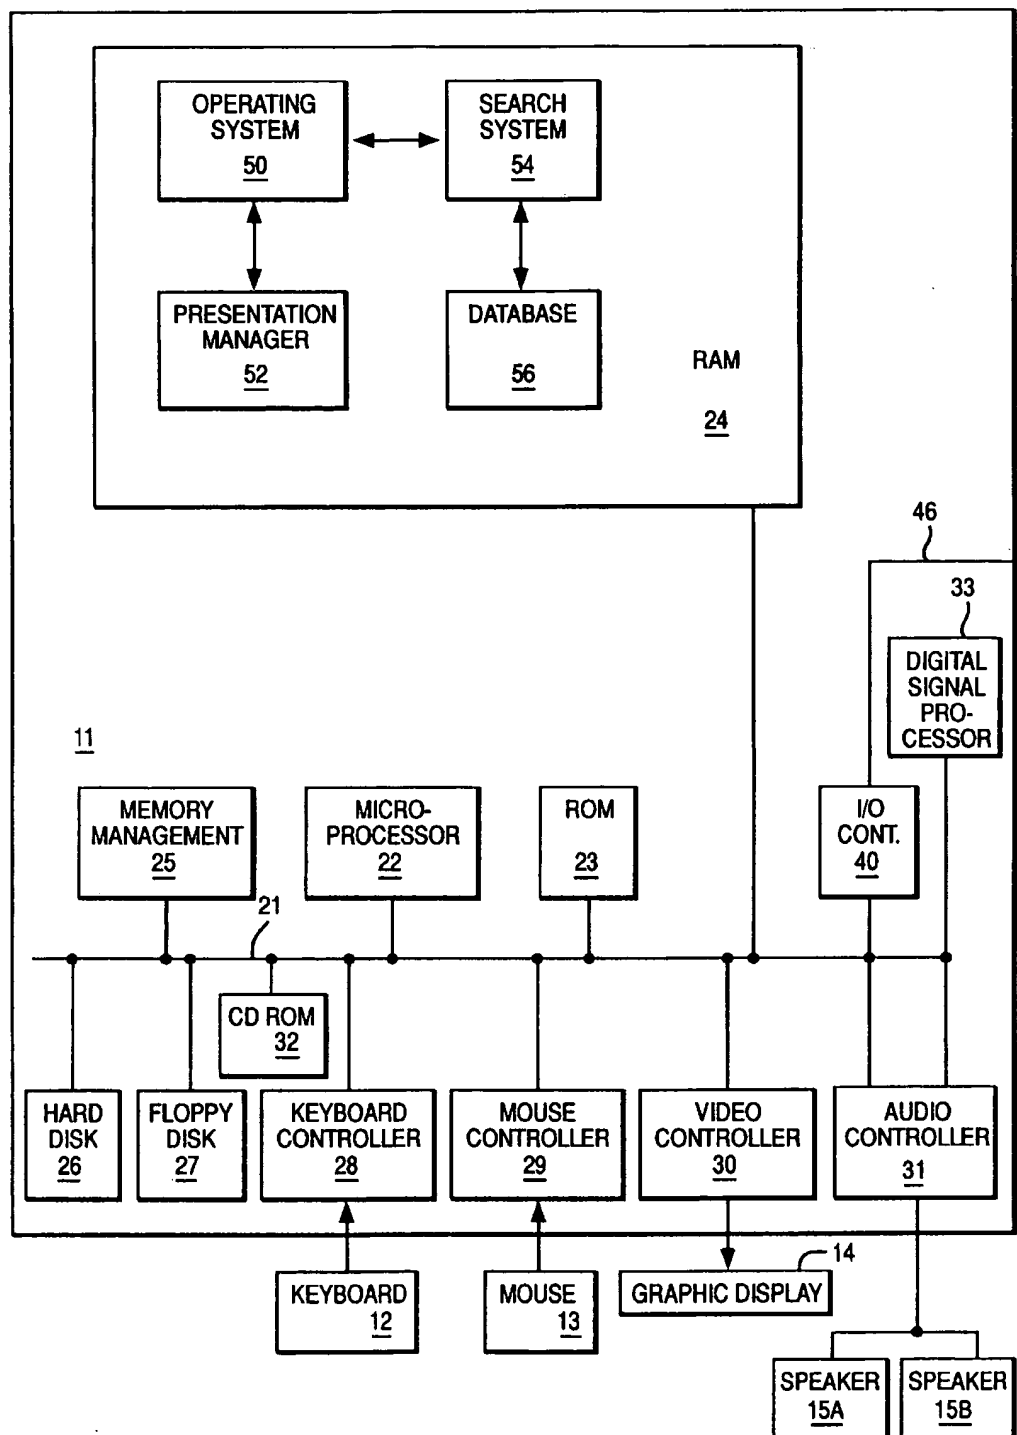 OPERATING
SYSTEM
50
SEARCH
SYSTEM
54
PRESENTATION
MANAGER
52
DATABASE
56
RAM
24
46
33
DIGITAL
SIGNAL
PRO-
CESSOR
11
MEMORY
MANAGEMENT
25
MICRO-
PROCESSOR
22
ROM
23
I/O
CONT.
40
21
CD ROM
32
HARD
DISK
26
FLOPPY
DISK
27
KEYBOARD
CONTROLLER
28
MOUSE
CONTROLLER
29
VIDEO
CONTROLLER
30
AUDIO
CONTROLLER
31
KEYBOARD
12
MOUSE
13
14
GRAPHIC DISPLAY
SPEAKER
15A
SPEAKER
15B